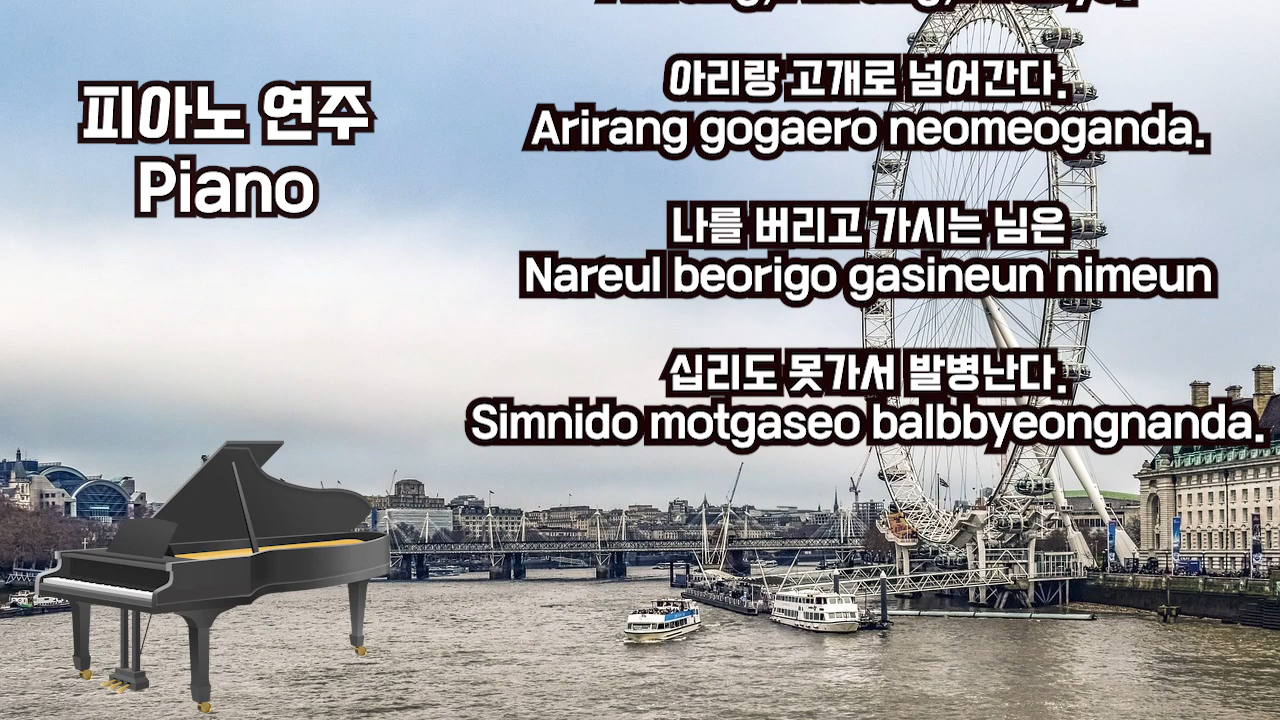 피아노 연주
Piano
아리랑 고개로 넘어간다.
Arirang gogaero neomeoganda.
나를 버리고 가시는 님은
Nareul beorigo gasineun nimeun
십리도 못가서 발병난다.
Simnido motgaseo balbbyeongnanda.